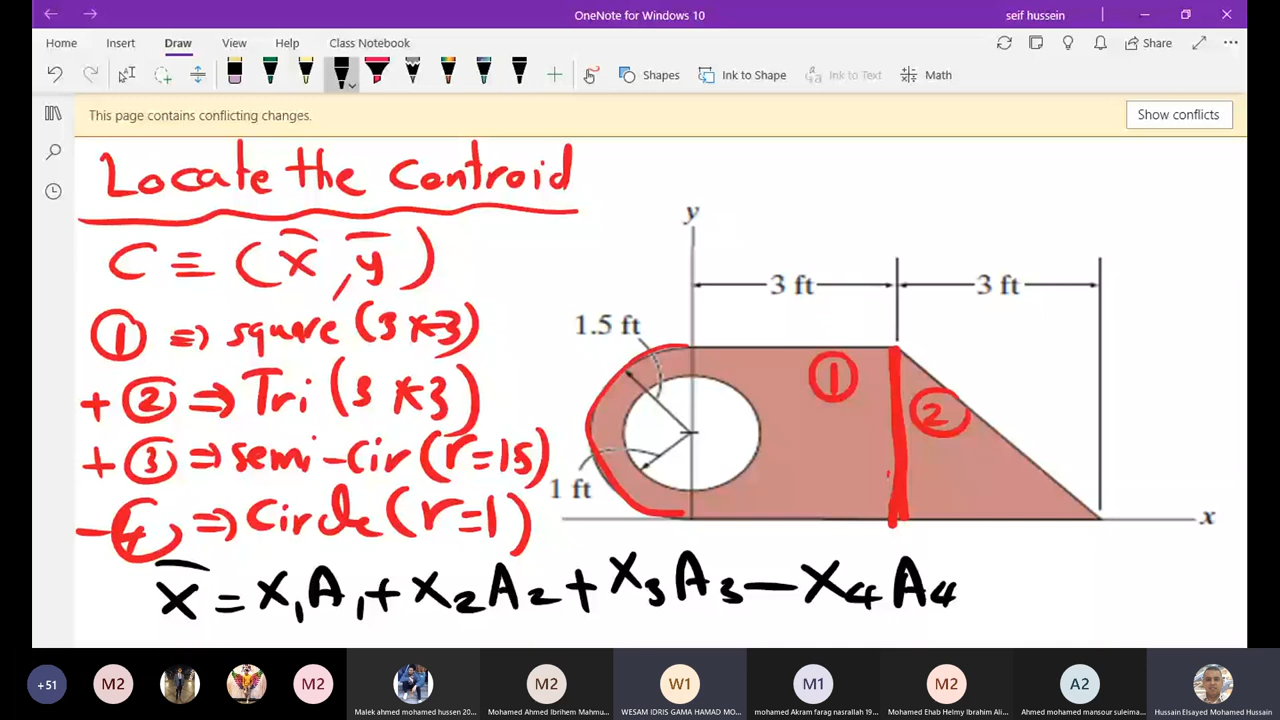 OneNote for Windows 10
seif hussein
Home Insert Draw View Help Class Notebook
Share
Shapes Ink to Shape Ink to Text Math
This page contains conflicting changes.
Show conflicts
Locate the Centroid
C ≡ (x̄, ȳ)
① ⇒ square (3×3)
+ ② ⇒ Tri (3×3)
+ ③ ⇒ semi-cir (r=15)
- ④ ⇒ Circle (r=1)
x̄ = x₁A₁ + x₂A₂ + x₃A₃ − x₄A₄
y
3 ft 3 ft
1.5 ft
①
②
1 ft
x
+51
M2
M2
Malek ahmed mohamed hussen 20...
M2
Mohamed Ahmed Ibrihem Mahmu...
W1
WESAM IDRIS GAMA HAMAD MO...
M1
mohamed Akram farag nasrallah 19...
M2
Mohamed Ehab Helmy Ibrahim Ali...
A2
Ahmed mohamed mansour suleima...
Hussain Elsayed Mohamed Hussain